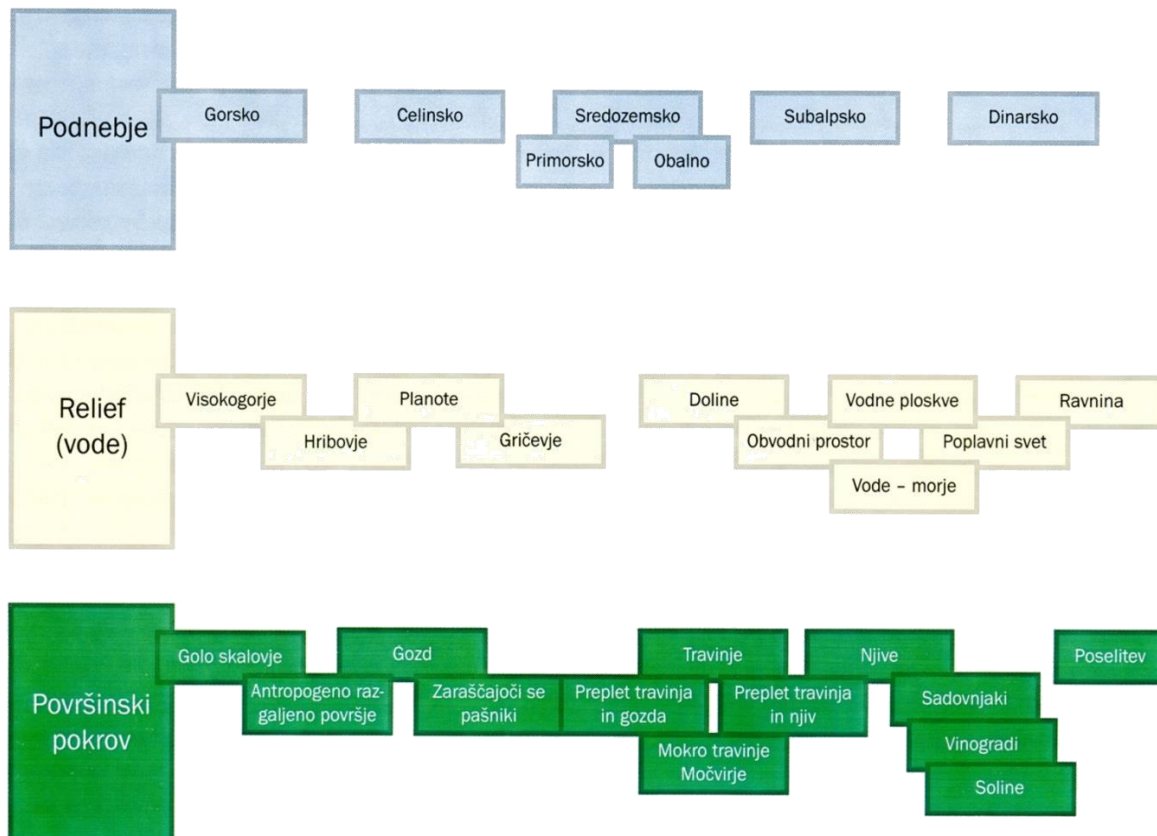 Podnebje
Gorsko
Celinsko
Sredozemsko
Subalpsko
Dinarsko
Primorsko
Obalno
Relief
(vode)
Visokogorje
Planote
Doline
Vodne ploskve
Ravnina
Hribovje
Gričevje
Obvodni prostor
Poplavni svet
Vode – morje
Površinski
pokrov
Golo skalovje
Gozd
Travinje
Njive
Poselitev
Antropogeno raz-
galjeno površje
Zaraščajoči se
pašniki
Preplet travinja
in gozda
Preplet travinja
in njiv
Sadovnjaki
Mokro travinje
Močvirje
Vinogradi
Soline